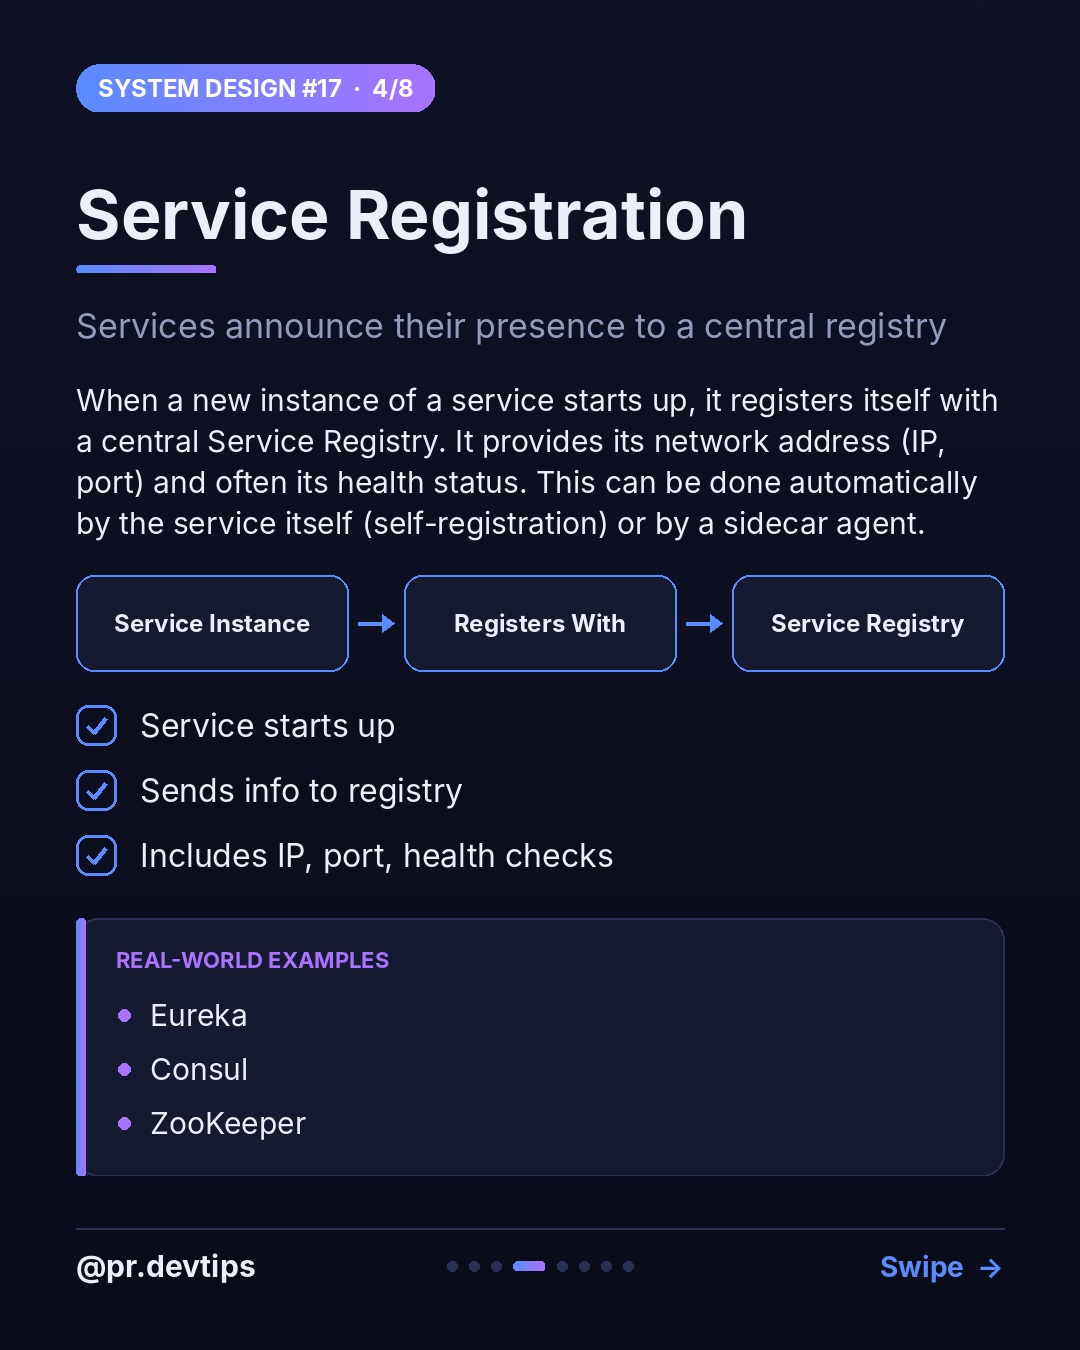 SYSTEM DESIGN #17 · 4/8
Service Registration
Services announce their presence to a central registry
When a new instance of a service starts up, it registers itself with
a central Service Registry. It provides its network address (IP,
port) and often its health status. This can be done automatically
by the service itself (self-registration) or by a sidecar agent.
Service Instance → Registers With → Service Registry
Service starts up
Sends info to registry
Includes IP, port, health checks
REAL-WORLD EXAMPLES
Eureka
Consul
ZooKeeper
@pr.devtips
Swipe →